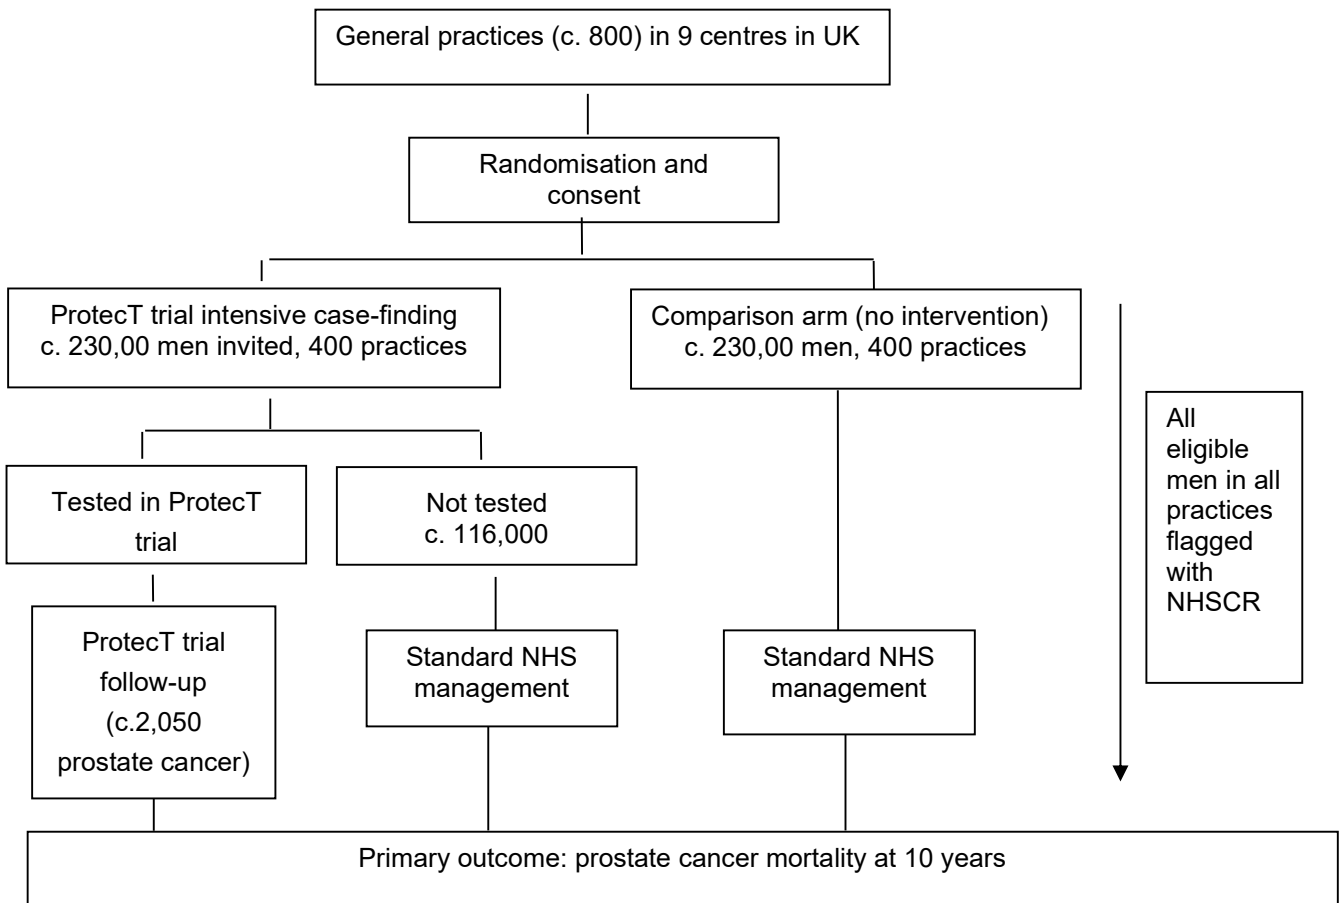 General practices (c. 800) in 9 centres in UK
Randomisation and
consent
ProtecT trial intensive case-finding
c. 230,00 men invited, 400 practices
Comparison arm (no intervention)
c. 230,00 men, 400 practices
All
eligible
men in all
practices
flagged
with
NHSCR
Tested in ProtecT
trial
Not tested
c. 116,000
ProtecT trial
follow-up
(c.2,050
prostate cancer)
Standard NHS
management
Standard NHS
management
Primary outcome: prostate cancer mortality at 10 years